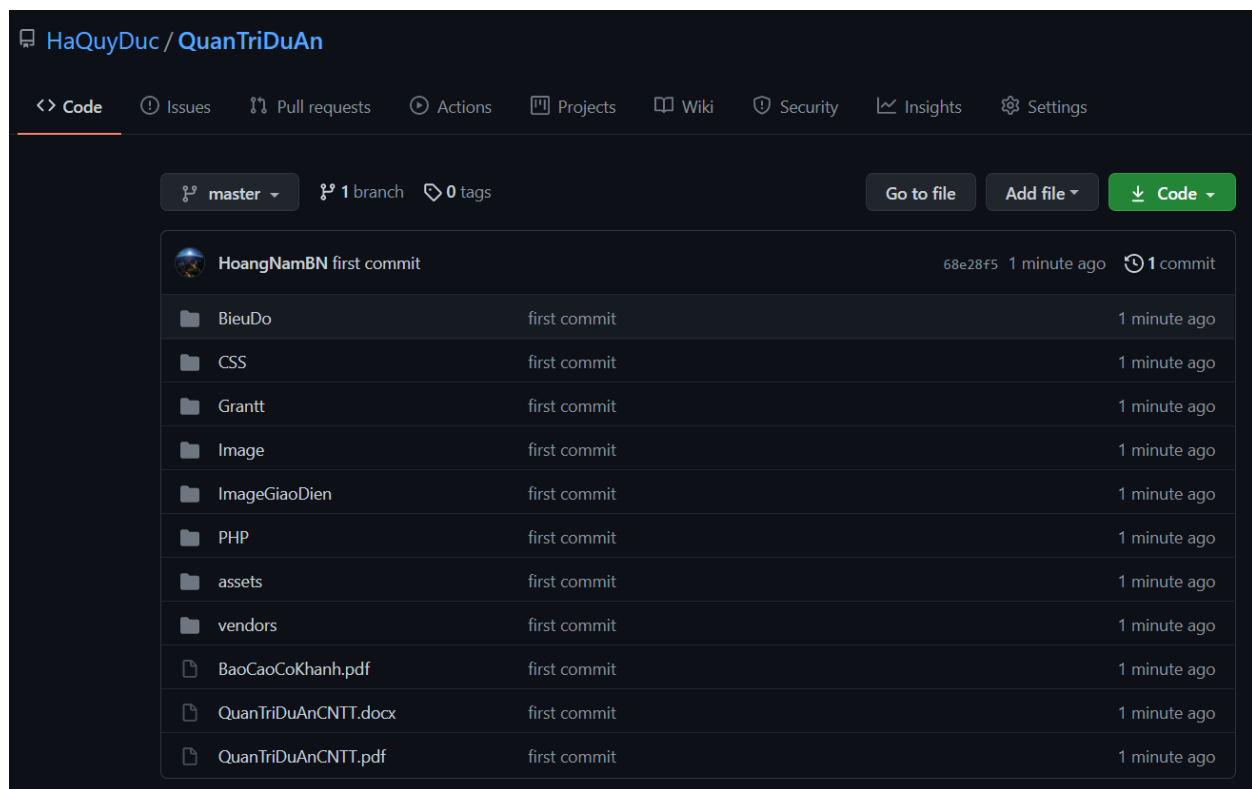 HaQuyDuc / QuanTriDuAn
Code Issues Pull requests Actions Projects Wiki Security Insights Settings
master 1 branch 0 tags Go to file Add file Code
HoangNamBN first commit 68e28f5 1 minute ago 1 commit
BieuDo first commit 1 minute ago
CSS first commit 1 minute ago
Grantt first commit 1 minute ago
Image first commit 1 minute ago
ImageGiaoDien first commit 1 minute ago
PHP first commit 1 minute ago
assets first commit 1 minute ago
vendors first commit 1 minute ago
BaoCaoCoKhanh.pdf first commit 1 minute ago
QuanTriDuAnCNTT.docx first commit 1 minute ago
QuanTriDuAnCNTT.pdf first commit 1 minute ago